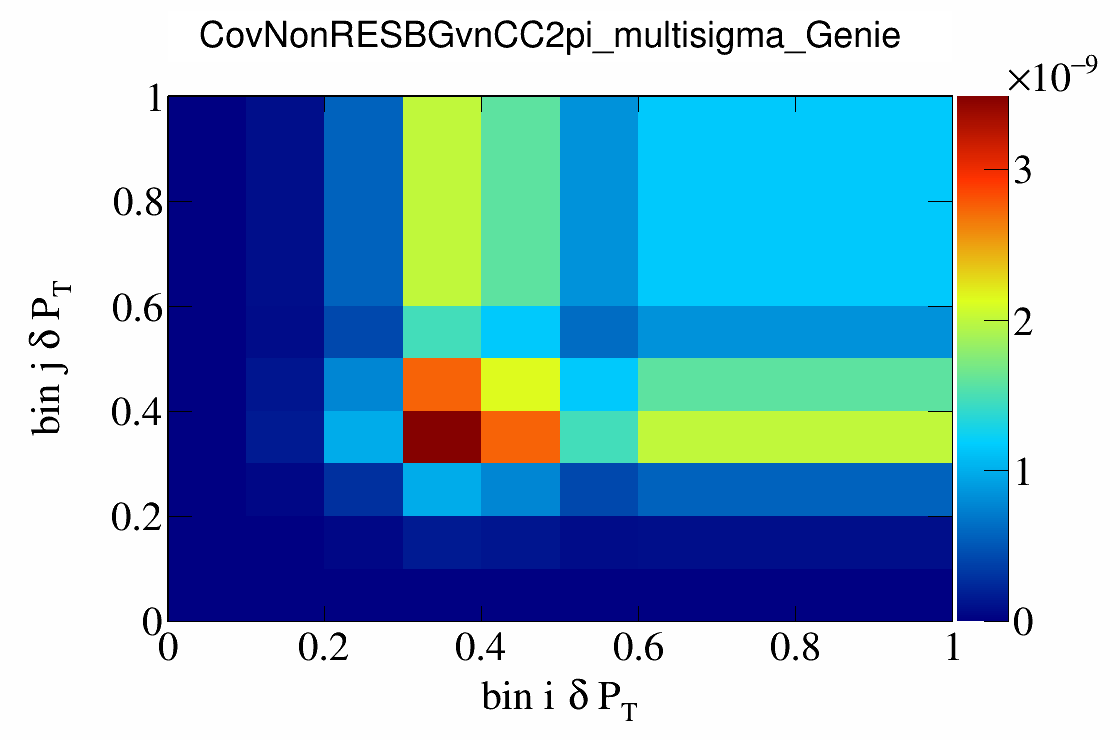 CovNonRESBGvnCC2pi_multisigma_Genie
×10⁻⁹
1
0.8
0.6
0.4
0.2
0
bin j δ P_T
0 0.2 0.4 0.6 0.8 1
bin i δ P_T
3
2
1
0